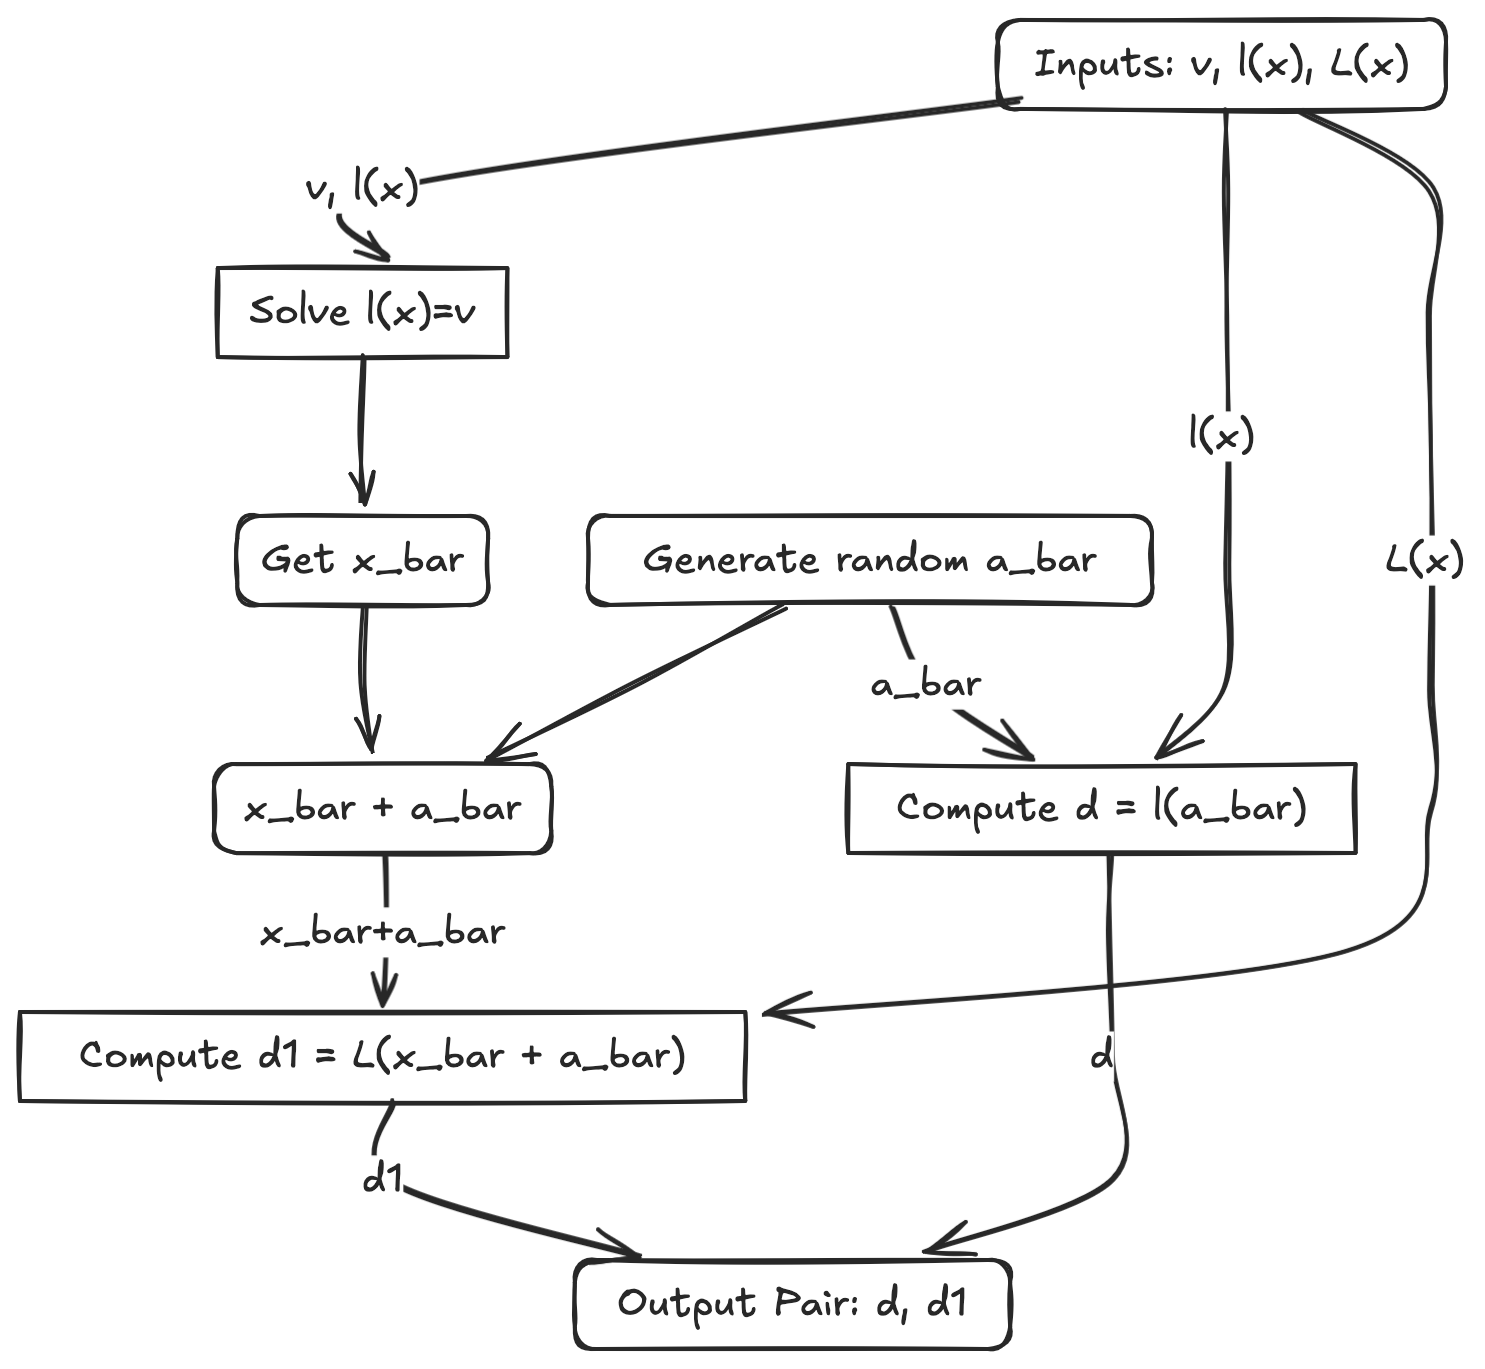 Inputs: v, l(x), L(x)
v, l(x)
Solve l(x)=v
l(x)
Get x_bar
Generate random a_bar
L(x)
a_bar
x_bar + a_bar
Compute d = l(a_bar)
x_bar+a_bar
Compute d1 = L(x_bar + a_bar)
d
d1
Output Pair: d, d1